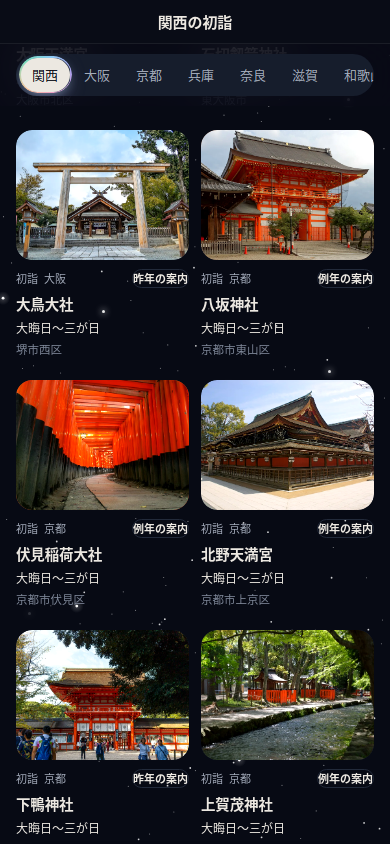 関西の初詣
関西 大阪 京都 兵庫 奈良 滋賀
初詣 大阪 昨年の案内
大鳥大社
大晦日〜三が日
堺市西区
初詣 京都 例年の案内
八坂神社
大晦日〜三が日
京都市東山区
初詣 京都 例年の案内
伏見稲荷大社
大晦日〜三が日
京都市伏見区
初詣 京都 例年の案内
北野天満宮
大晦日〜三が日
京都市上京区
初詣 京都 昨年の案内
下鴨神社
大晦日〜三が日
初詣 京都 例年の案内
上賀茂神社
大晦日〜三が日